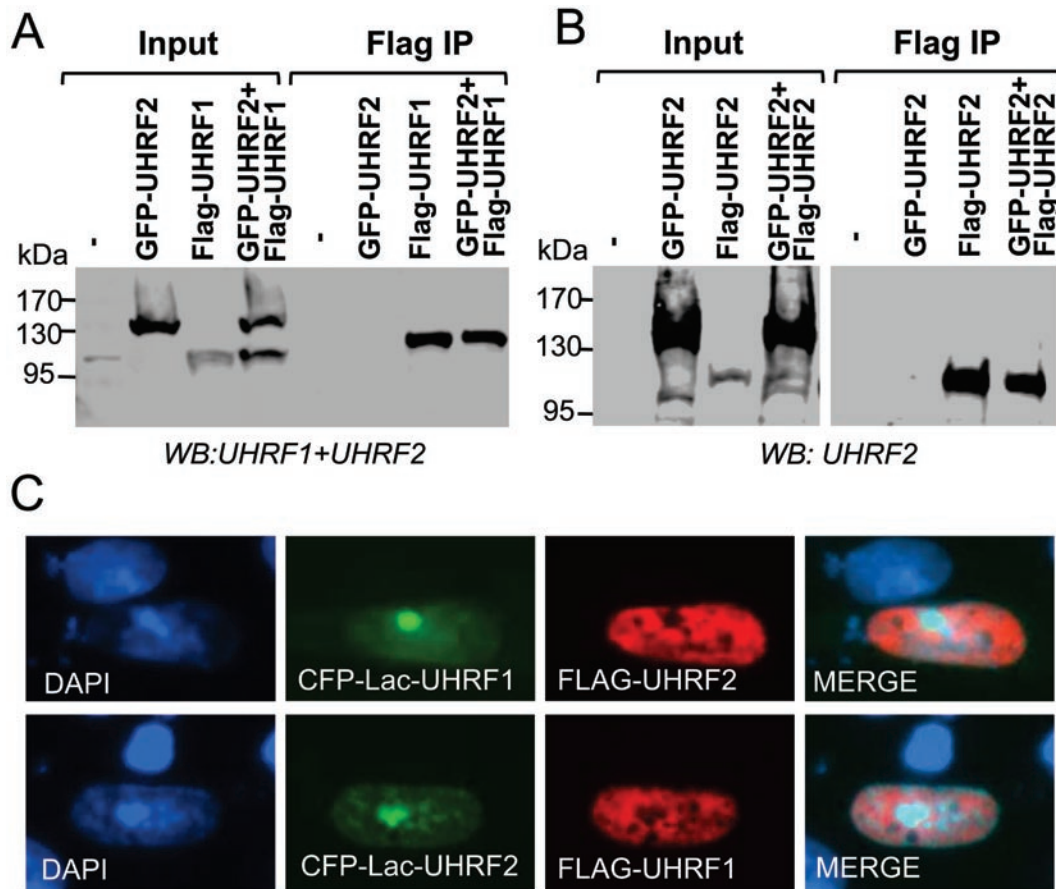 A
Input
Flag IP
-
GFP-UHRF2
Flag-UHRF1
GFP-UHRF2+
Flag-UHRF1
-
GFP-UHRF2
Flag-UHRF1
GFP-UHRF2+
Flag-UHRF1
kDa
170
130
95
WB:UHRF1+UHRF2
B
Input
Flag IP
-
GFP-UHRF2
Flag-UHRF2
GFP-UHRF2+
Flag-UHRF2
-
GFP-UHRF2
Flag-UHRF2
GFP-UHRF2+
Flag-UHRF2
kDa
170
130
95
WB: UHRF2
C
DAPI
CFP-Lac-UHRF1
FLAG-UHRF2
MERGE
DAPI
CFP-Lac-UHRF2
FLAG-UHRF1
MERGE